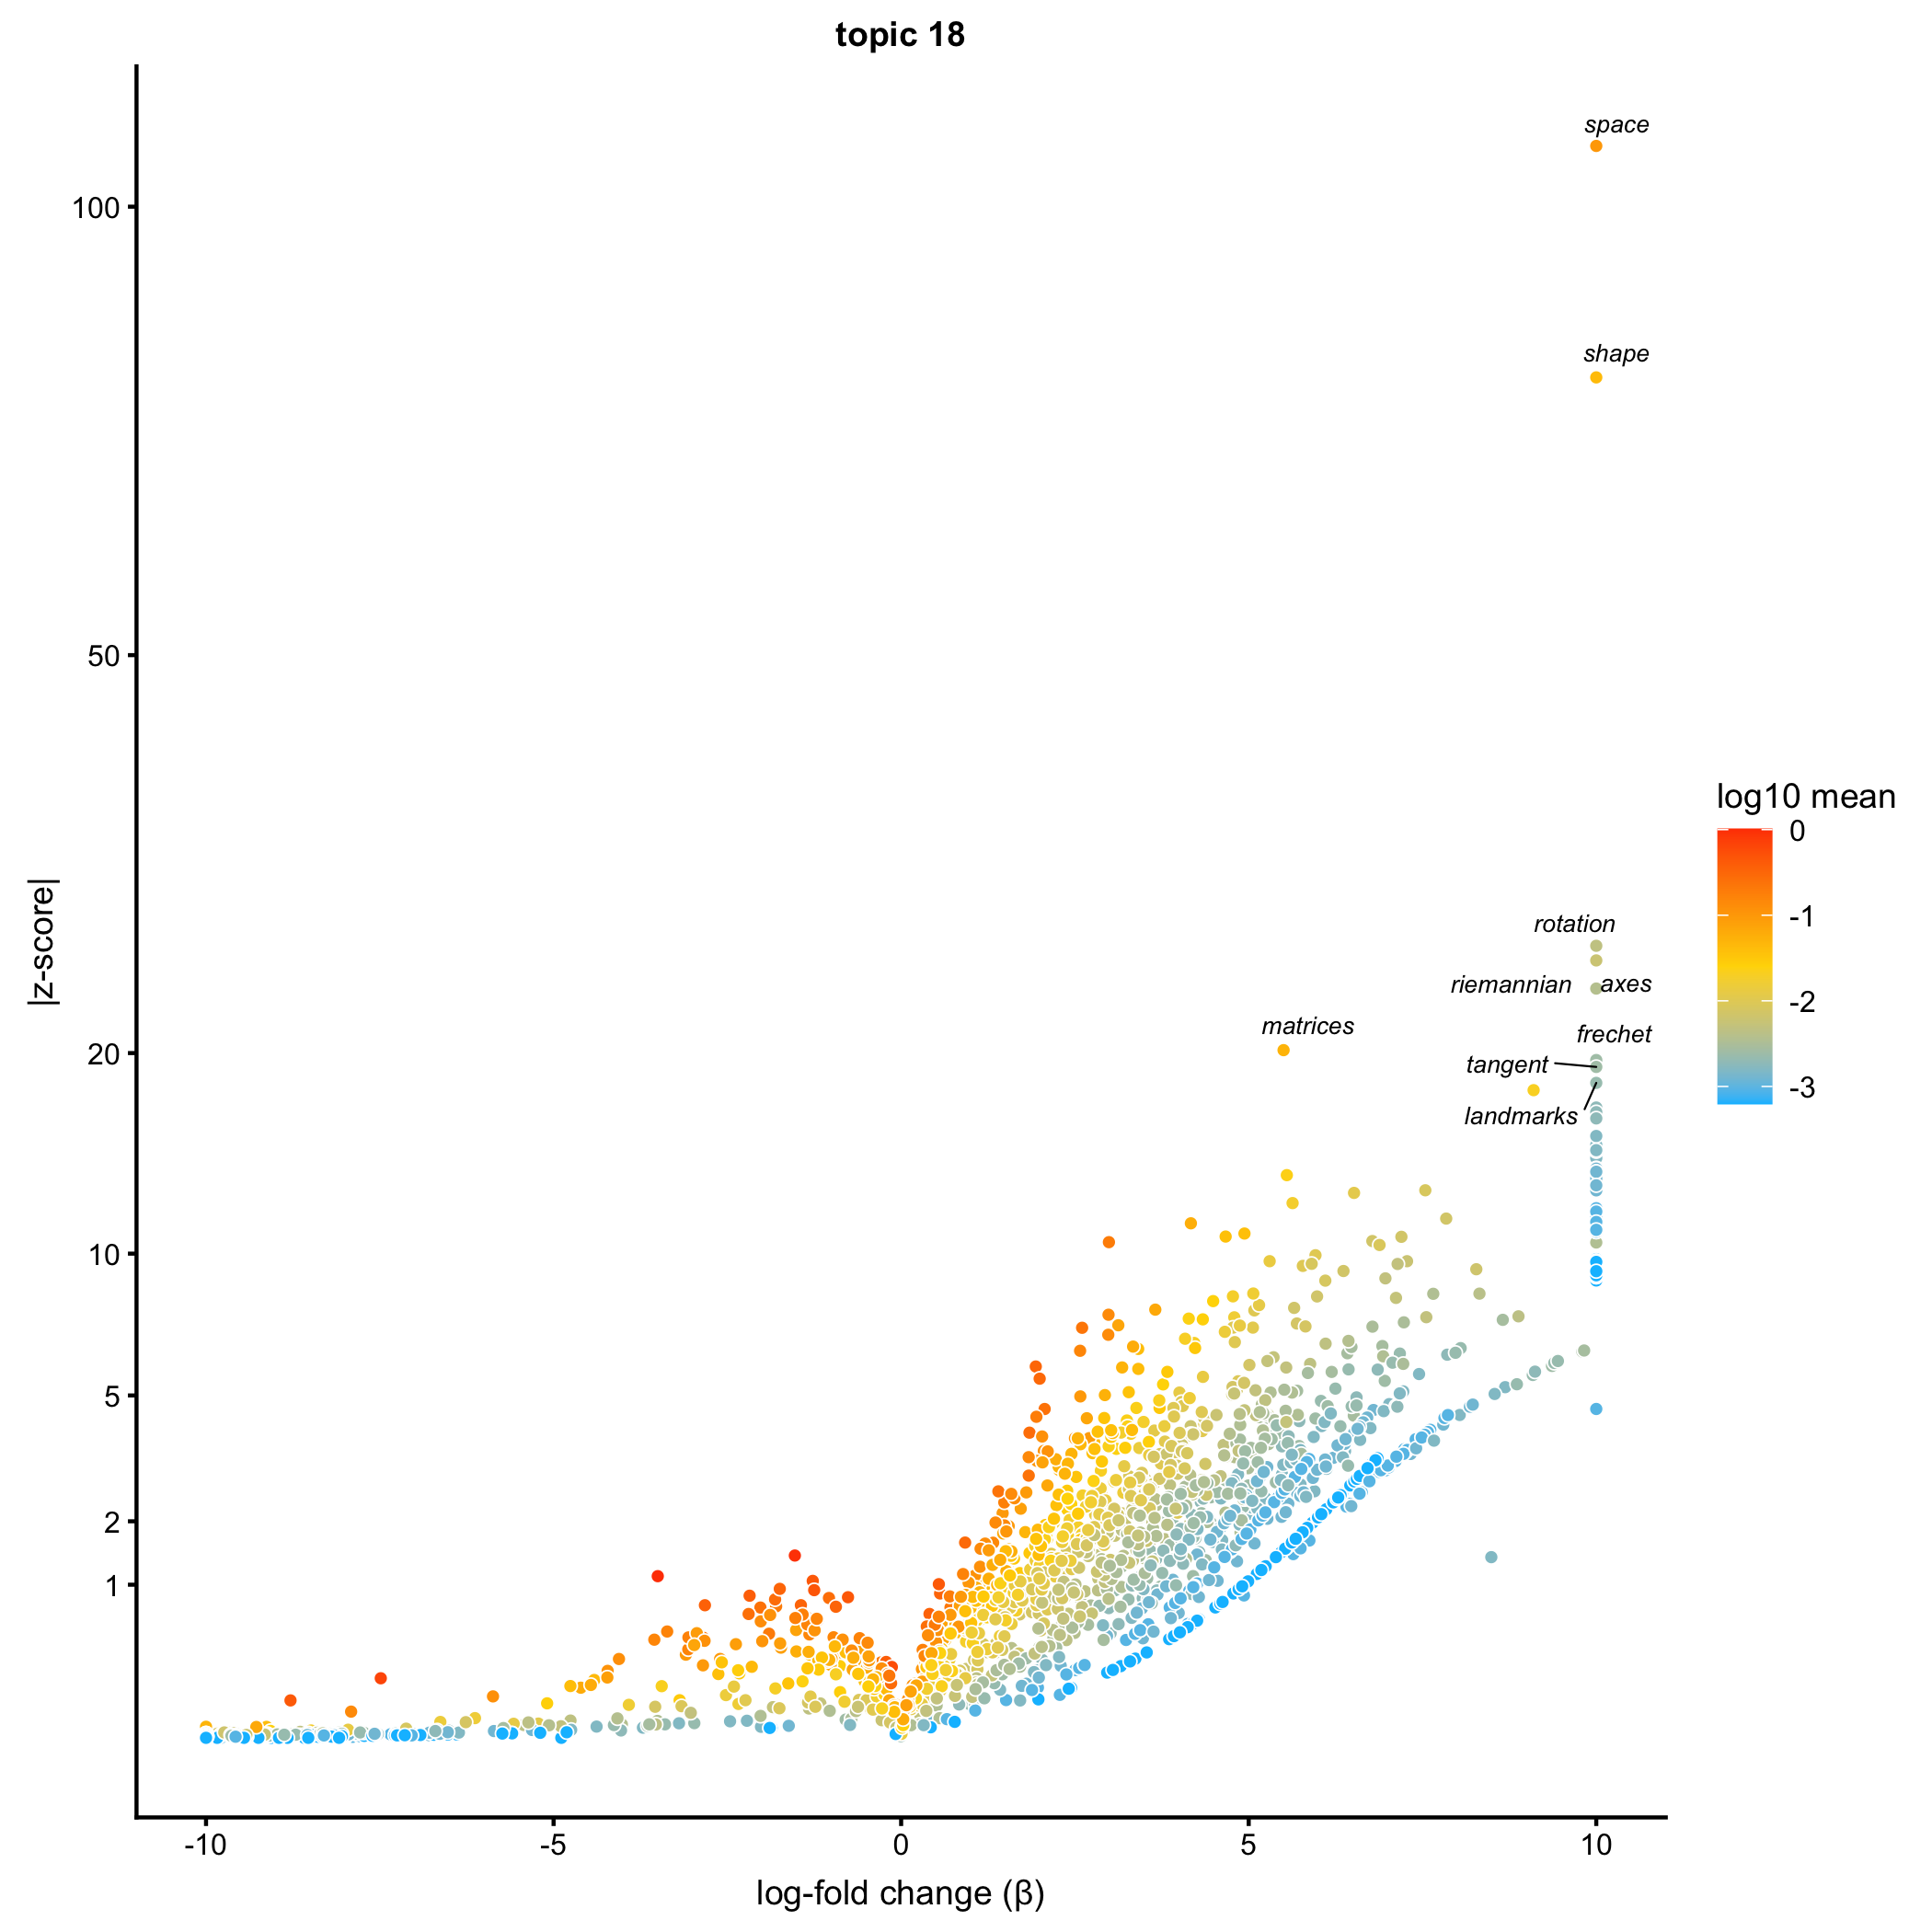 topic 18
space
100
shape
50
log10 mean
0
-1
-2
-3
|z-score|
rotation
riemannian
axes
matrices
frechet
20
tangent
landmarks
10
5
2
1
-10
-5
0
5
10
log-fold change (β)